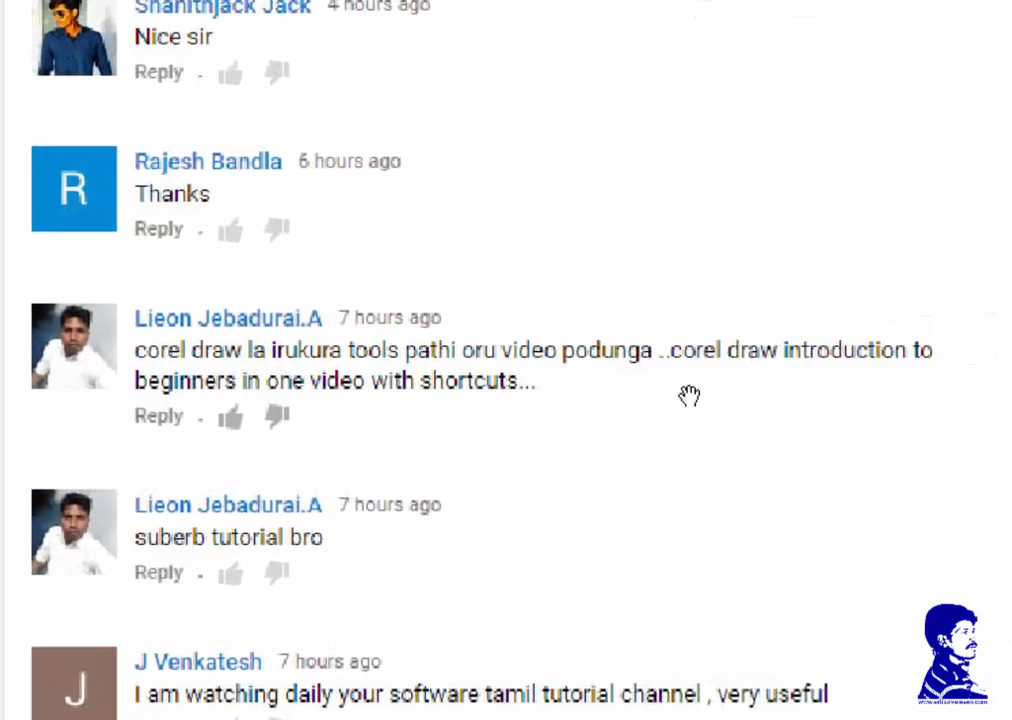 Shanithjack Jack 4 hours ago
Nice sir
Reply .
R
Rajesh Bandla 6 hours ago
Thanks
Reply .
Lieon Jebadurai.A 7 hours ago
corel draw la irukura tools pathi oru video podunga ..corel draw introduction to
beginners in one video with shortcuts...
Reply .
Lieon Jebadurai.A 7 hours ago
suberb tutorial bro
Reply .
J
J Venkatesh 7 hours ago
I am watching daily your software tamil tutorial channel , very useful